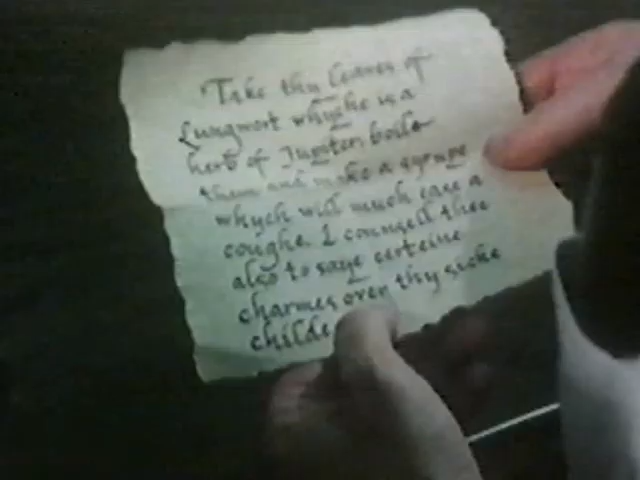 Take thy leaves of
Lungwort whyche is a
herb of Jupiter, boile
them and make a syrupe
whych will much ease a
coughe. I counsell thee
also to saye certeine
charmes over thy sicke
childe